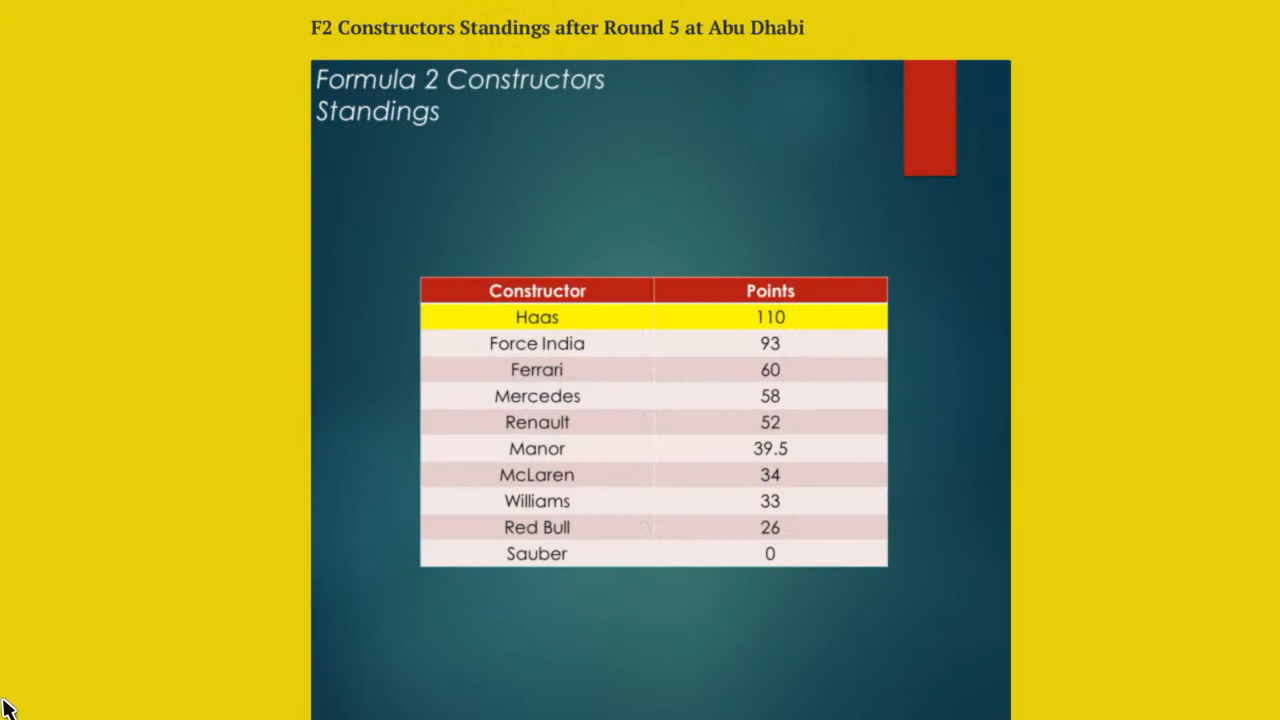 F2 Constructors Standings after Round 5 at Abu Dhabi
Formula 2 Constructors
Standings
Constructor Points
Haas 110
Force India 93
Ferrari 60
Mercedes 58
Renault 52
Manor 39.5
McLaren 34
Williams 33
Red Bull 26
Sauber 0